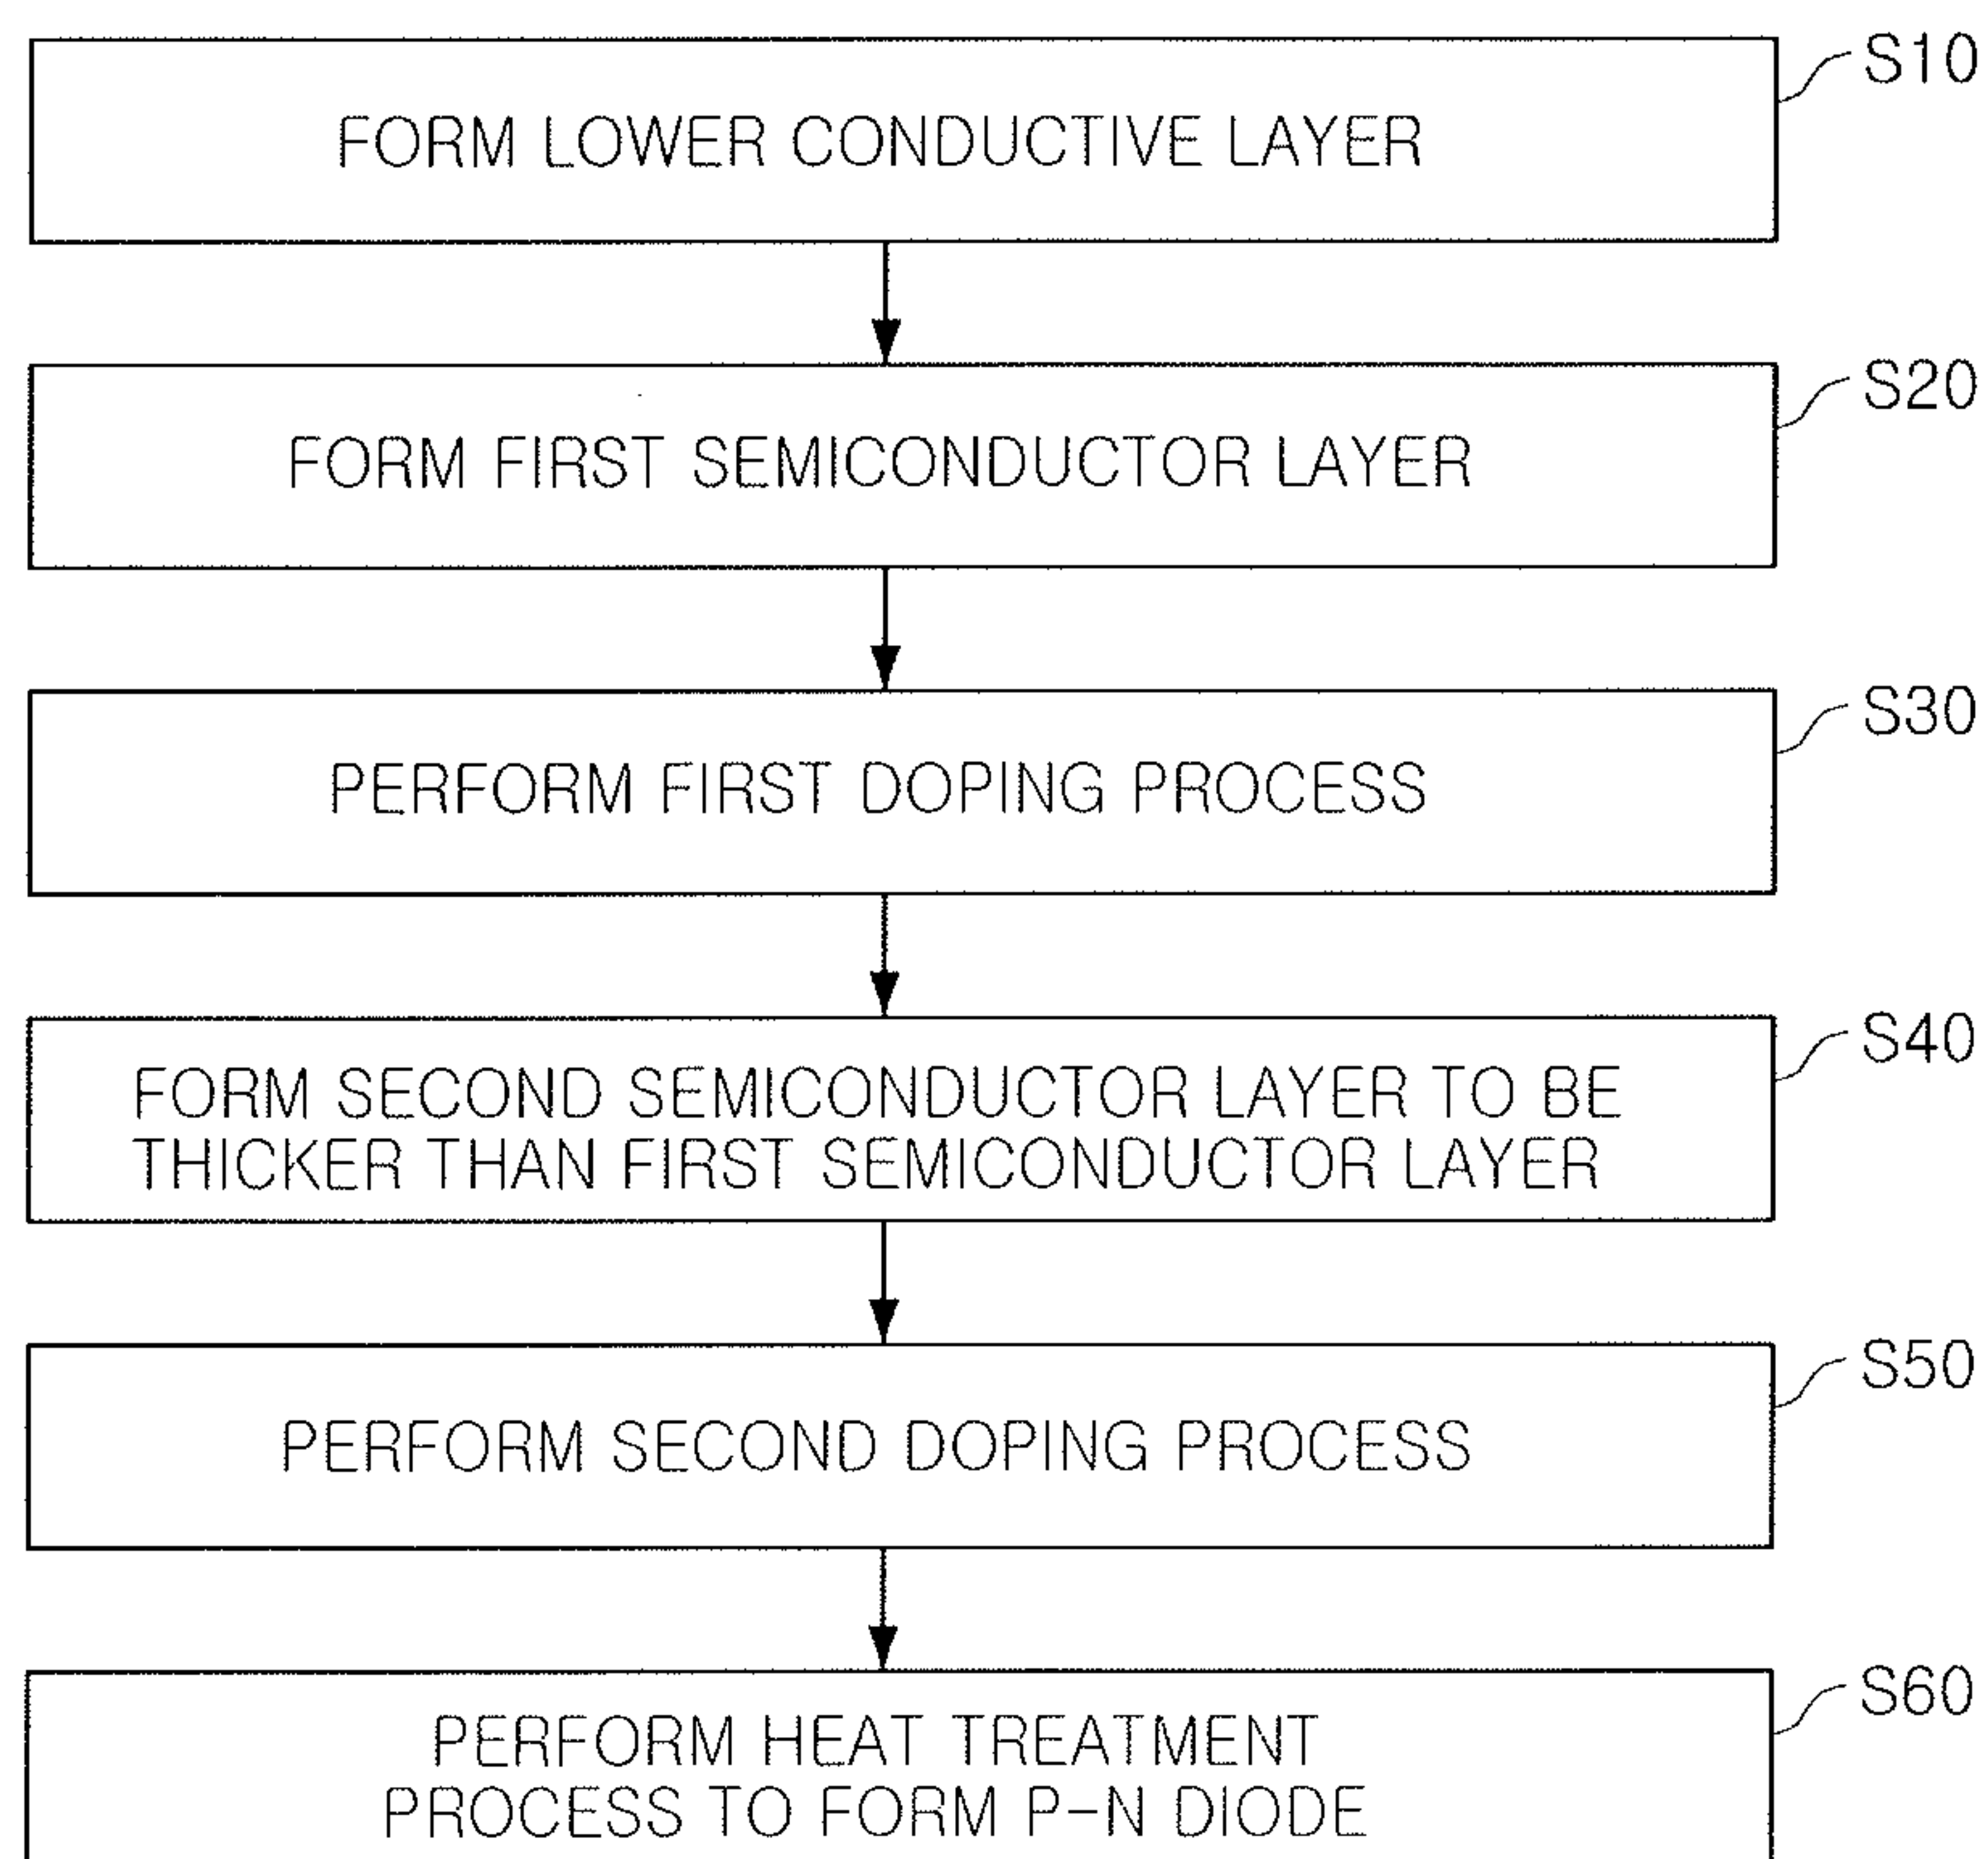 S10
FORM LOWER CONDUCTIVE LAYER
S20
FORM FIRST SEMICONDUCTOR LAYER
S30
PERFORM FIRST DOPING PROCESS
S40
FORM SECOND SEMICONDUCTOR LAYER TO BE
THICKER THAN FIRST SEMICONDUCTOR LAYER
S50
PERFORM SECOND DOPING PROCESS
S60
PERFORM HEAT TREATMENT
PROCESS TO FORM P-N DIODE